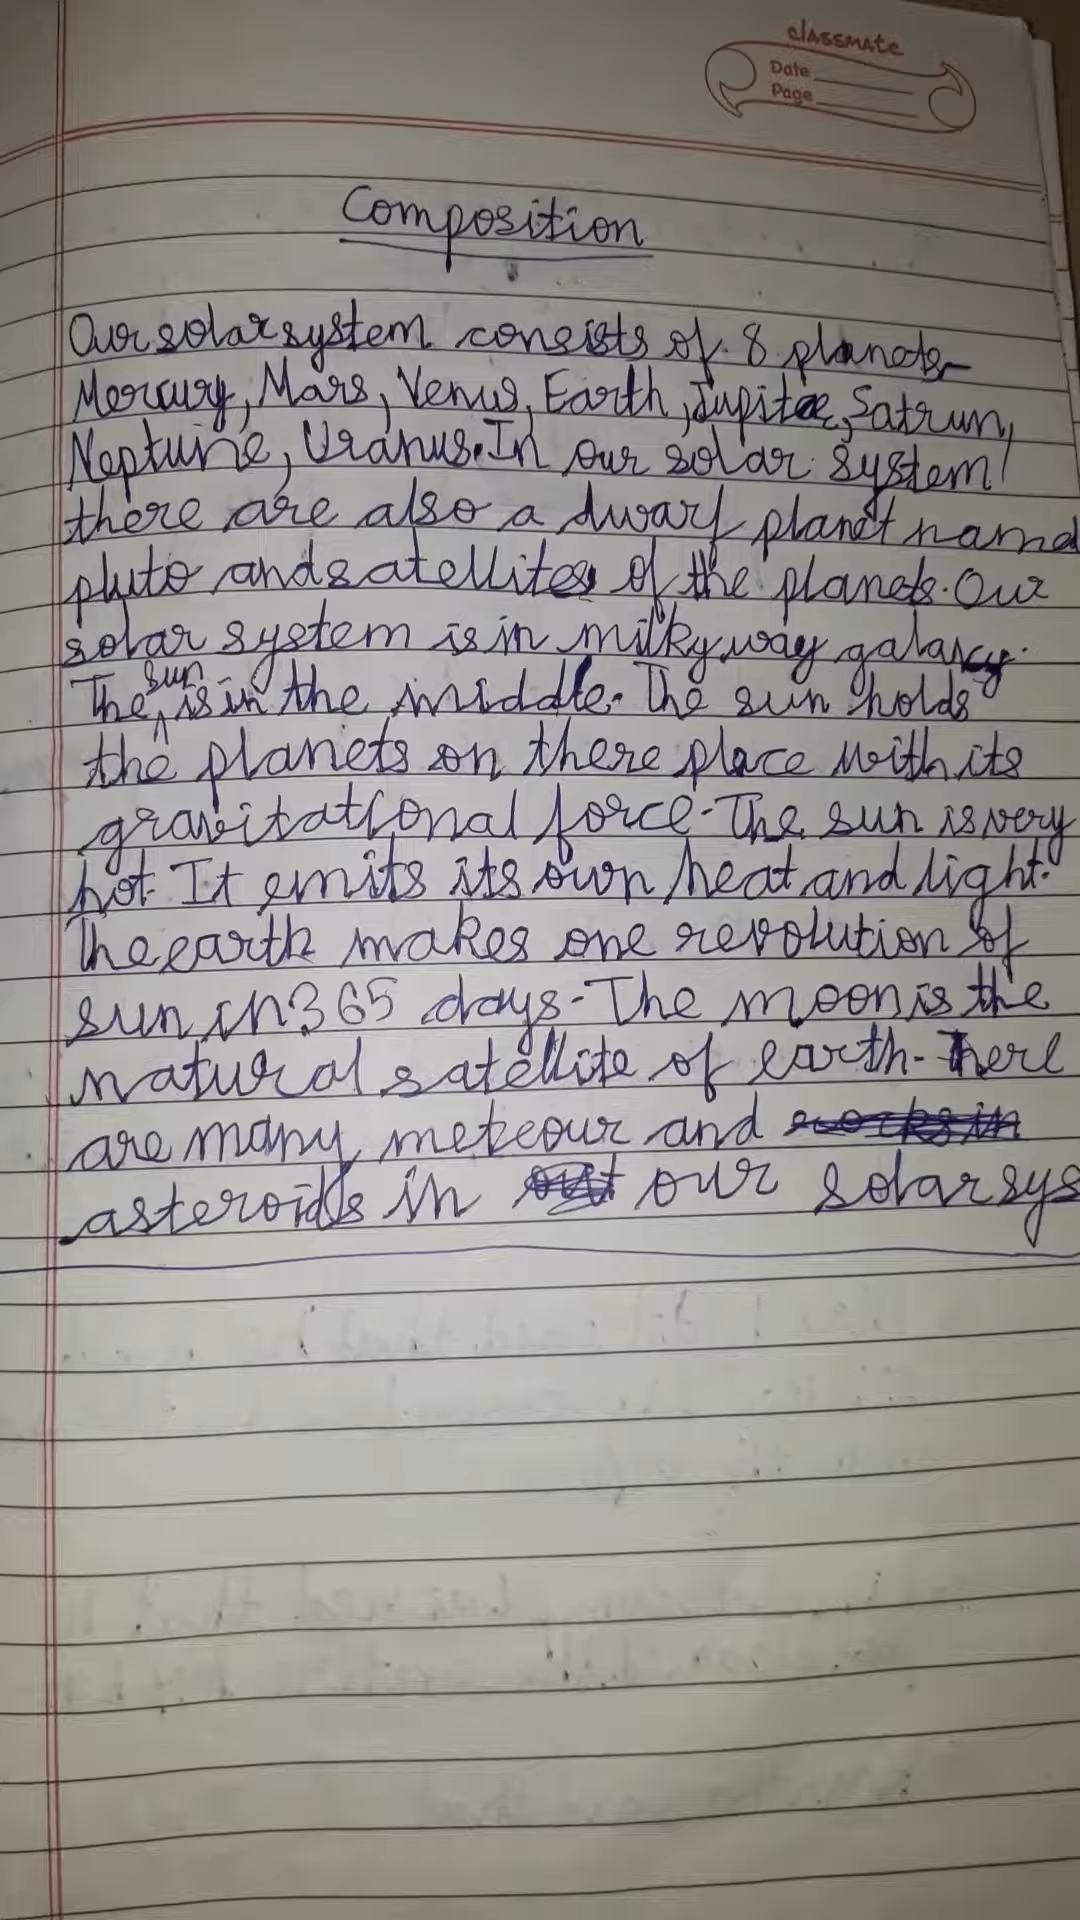 classmate
Date
Page
Composition
Our solar system consists of 8 planets-
Mercury, Mars, Venus, Earth, Jupiter, Satrun,
Neptune, Uranus. In our solar system
there are also a dwarf planet named
pluto and satellites of the planets. Our
solar system is in milky way galaxy.
The sun is in the middle. The sun holds
the planets on there place with its
gravitational force. The sun is very
hot. It emits its own heat and light.
The earth makes one revolution of
sun in 365 days. The moon is the
natural satellite of earth. There
are many meteour and rocks in
asteroids in our solar sys